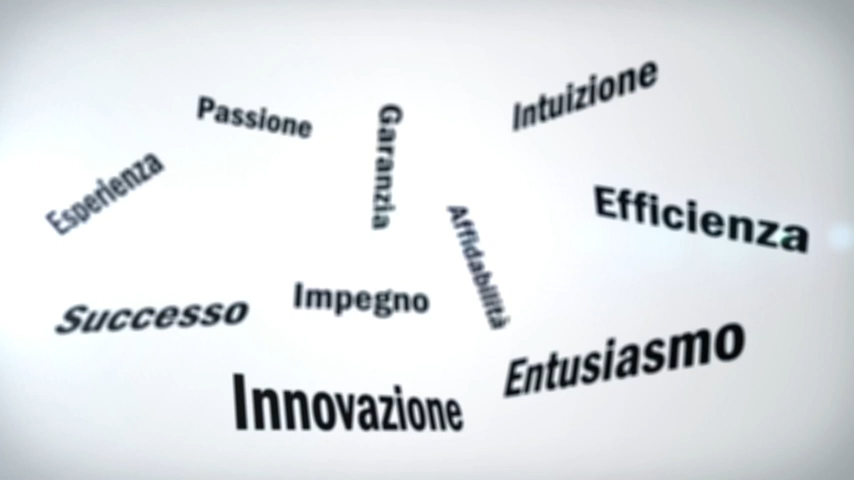 Intuizione
Passione
Garanzia
Esperienza
Efficienza
Affidabilità
Impegno
Successo
Entusiasmo
Innovazione